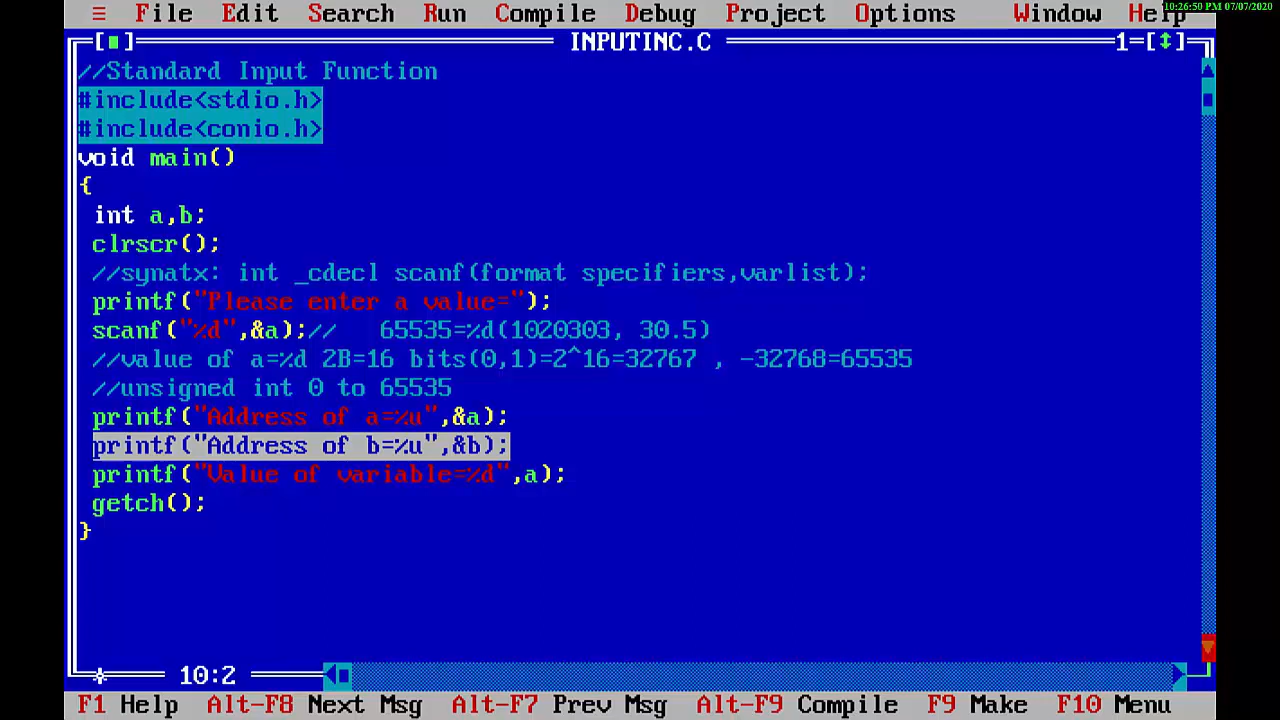 10:26:50 PM 07/07/2020
≡ File Edit Search Run Compile Debug Project Options Window Help
[■] INPUTINC.C 1=[↕]
//Standard Input Function
#include<stdio.h>
#include<conio.h>
void main()
{
int a,b;
clrscr();
//synatx: int _cdecl scanf(format specifiers,varlist);
printf("Please enter a value=");
scanf("%d",&a);// 65535=%d(1020303, 30.5)
//value of a=%d 2B=16 bits(0,1)=2^16=32767 , -32768=65535
//unsigned int 0 to 65535
printf("Address of a=%u",&a);
printf("Address of b=%u",&b);
printf("Value of variable=%d",a);
getch();
}
* 10:2
F1 Help Alt-F8 Next Msg Alt-F7 Prev Msg Alt-F9 Compile F9 Make F10 Menu